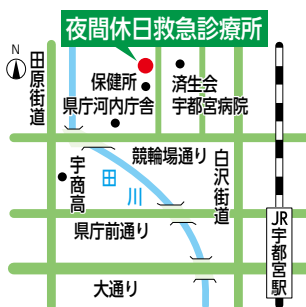 夜間休日救急診療所
N
田原街道
保健所
県庁河内庁舎
済生会
宇都宮病院
競輪場通り
宇商高
田川
白沢街道
県庁前通り
JR宇都宮駅
大通り